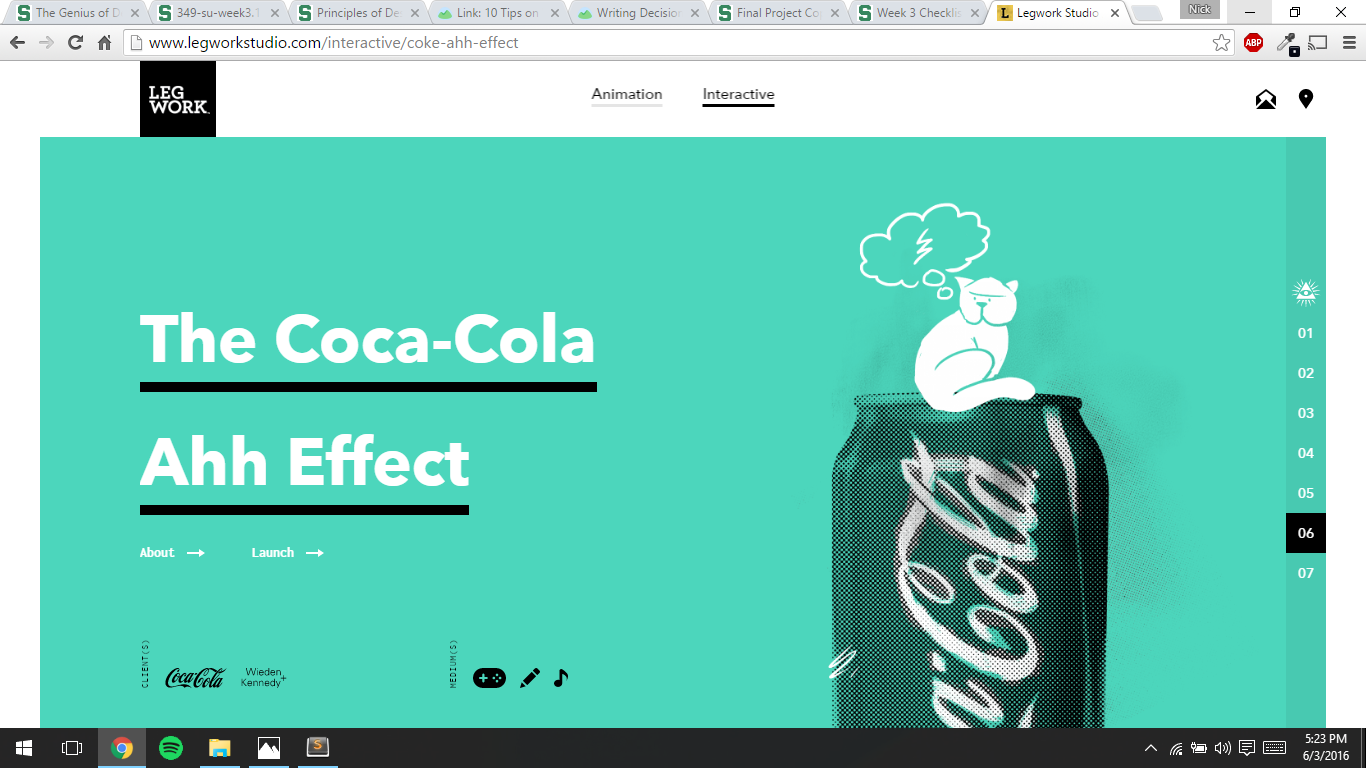 The Genius of D
349-su-week3.1
Principles of De
Link: 10 Tips on
Writing Decision
Final Project Co
Week 3 Checklis
Legwork Studio
Nick
www.legworkstudio.com/interactive/coke-ahh-effect
ABP
LEG
WORK.
Animation
Interactive
The Coca-Cola
Ahh Effect
About
Launch
01
02
03
04
05
06
07
CLIENT(S)
Coca-Cola
Wieden
Kennedy+
MEDIUM(S)
Coca-Cola
5:23 PM
6/3/2016